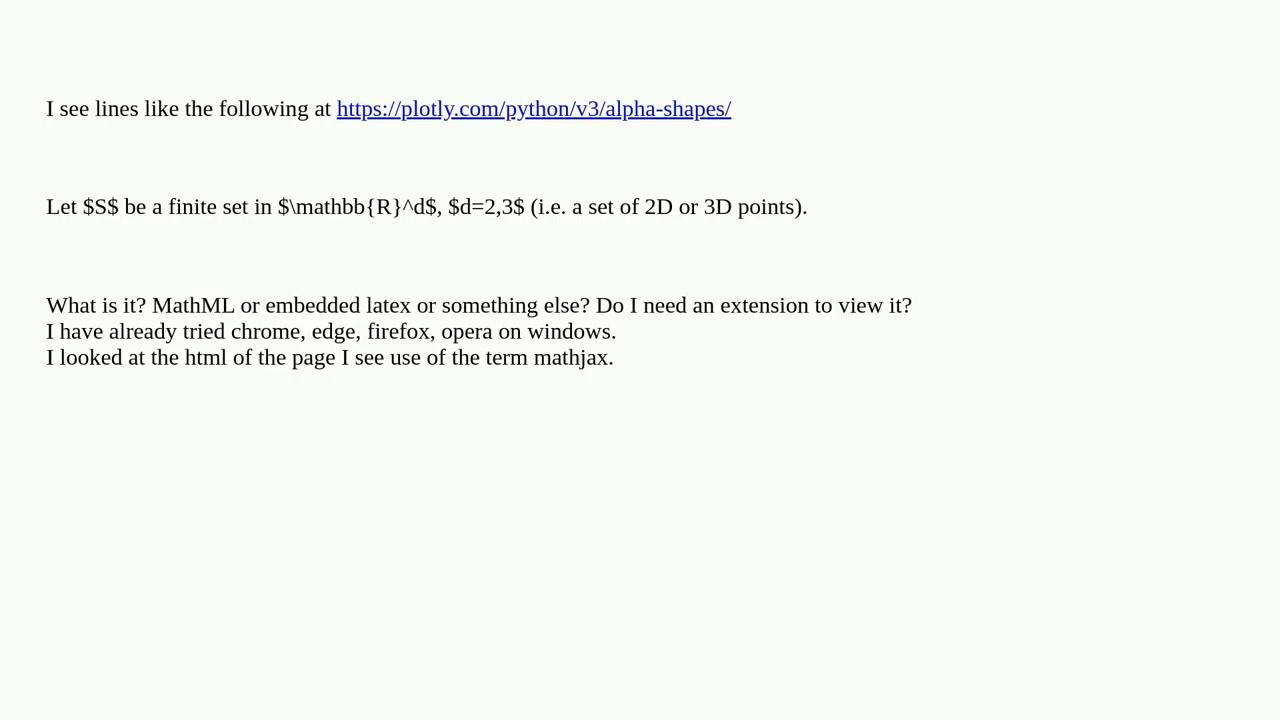 I see lines like the following at https://plotly.com/python/v3/alpha-shapes/
Let $S$ be a finite set in $\mathbb{R}^d$, $d=2,3$ (i.e. a set of 2D or 3D points).
What is it? MathML or embedded latex or something else? Do I need an extension to view it?
I have already tried chrome, edge, firefox, opera on windows.
I looked at the html of the page I see use of the term mathjax.